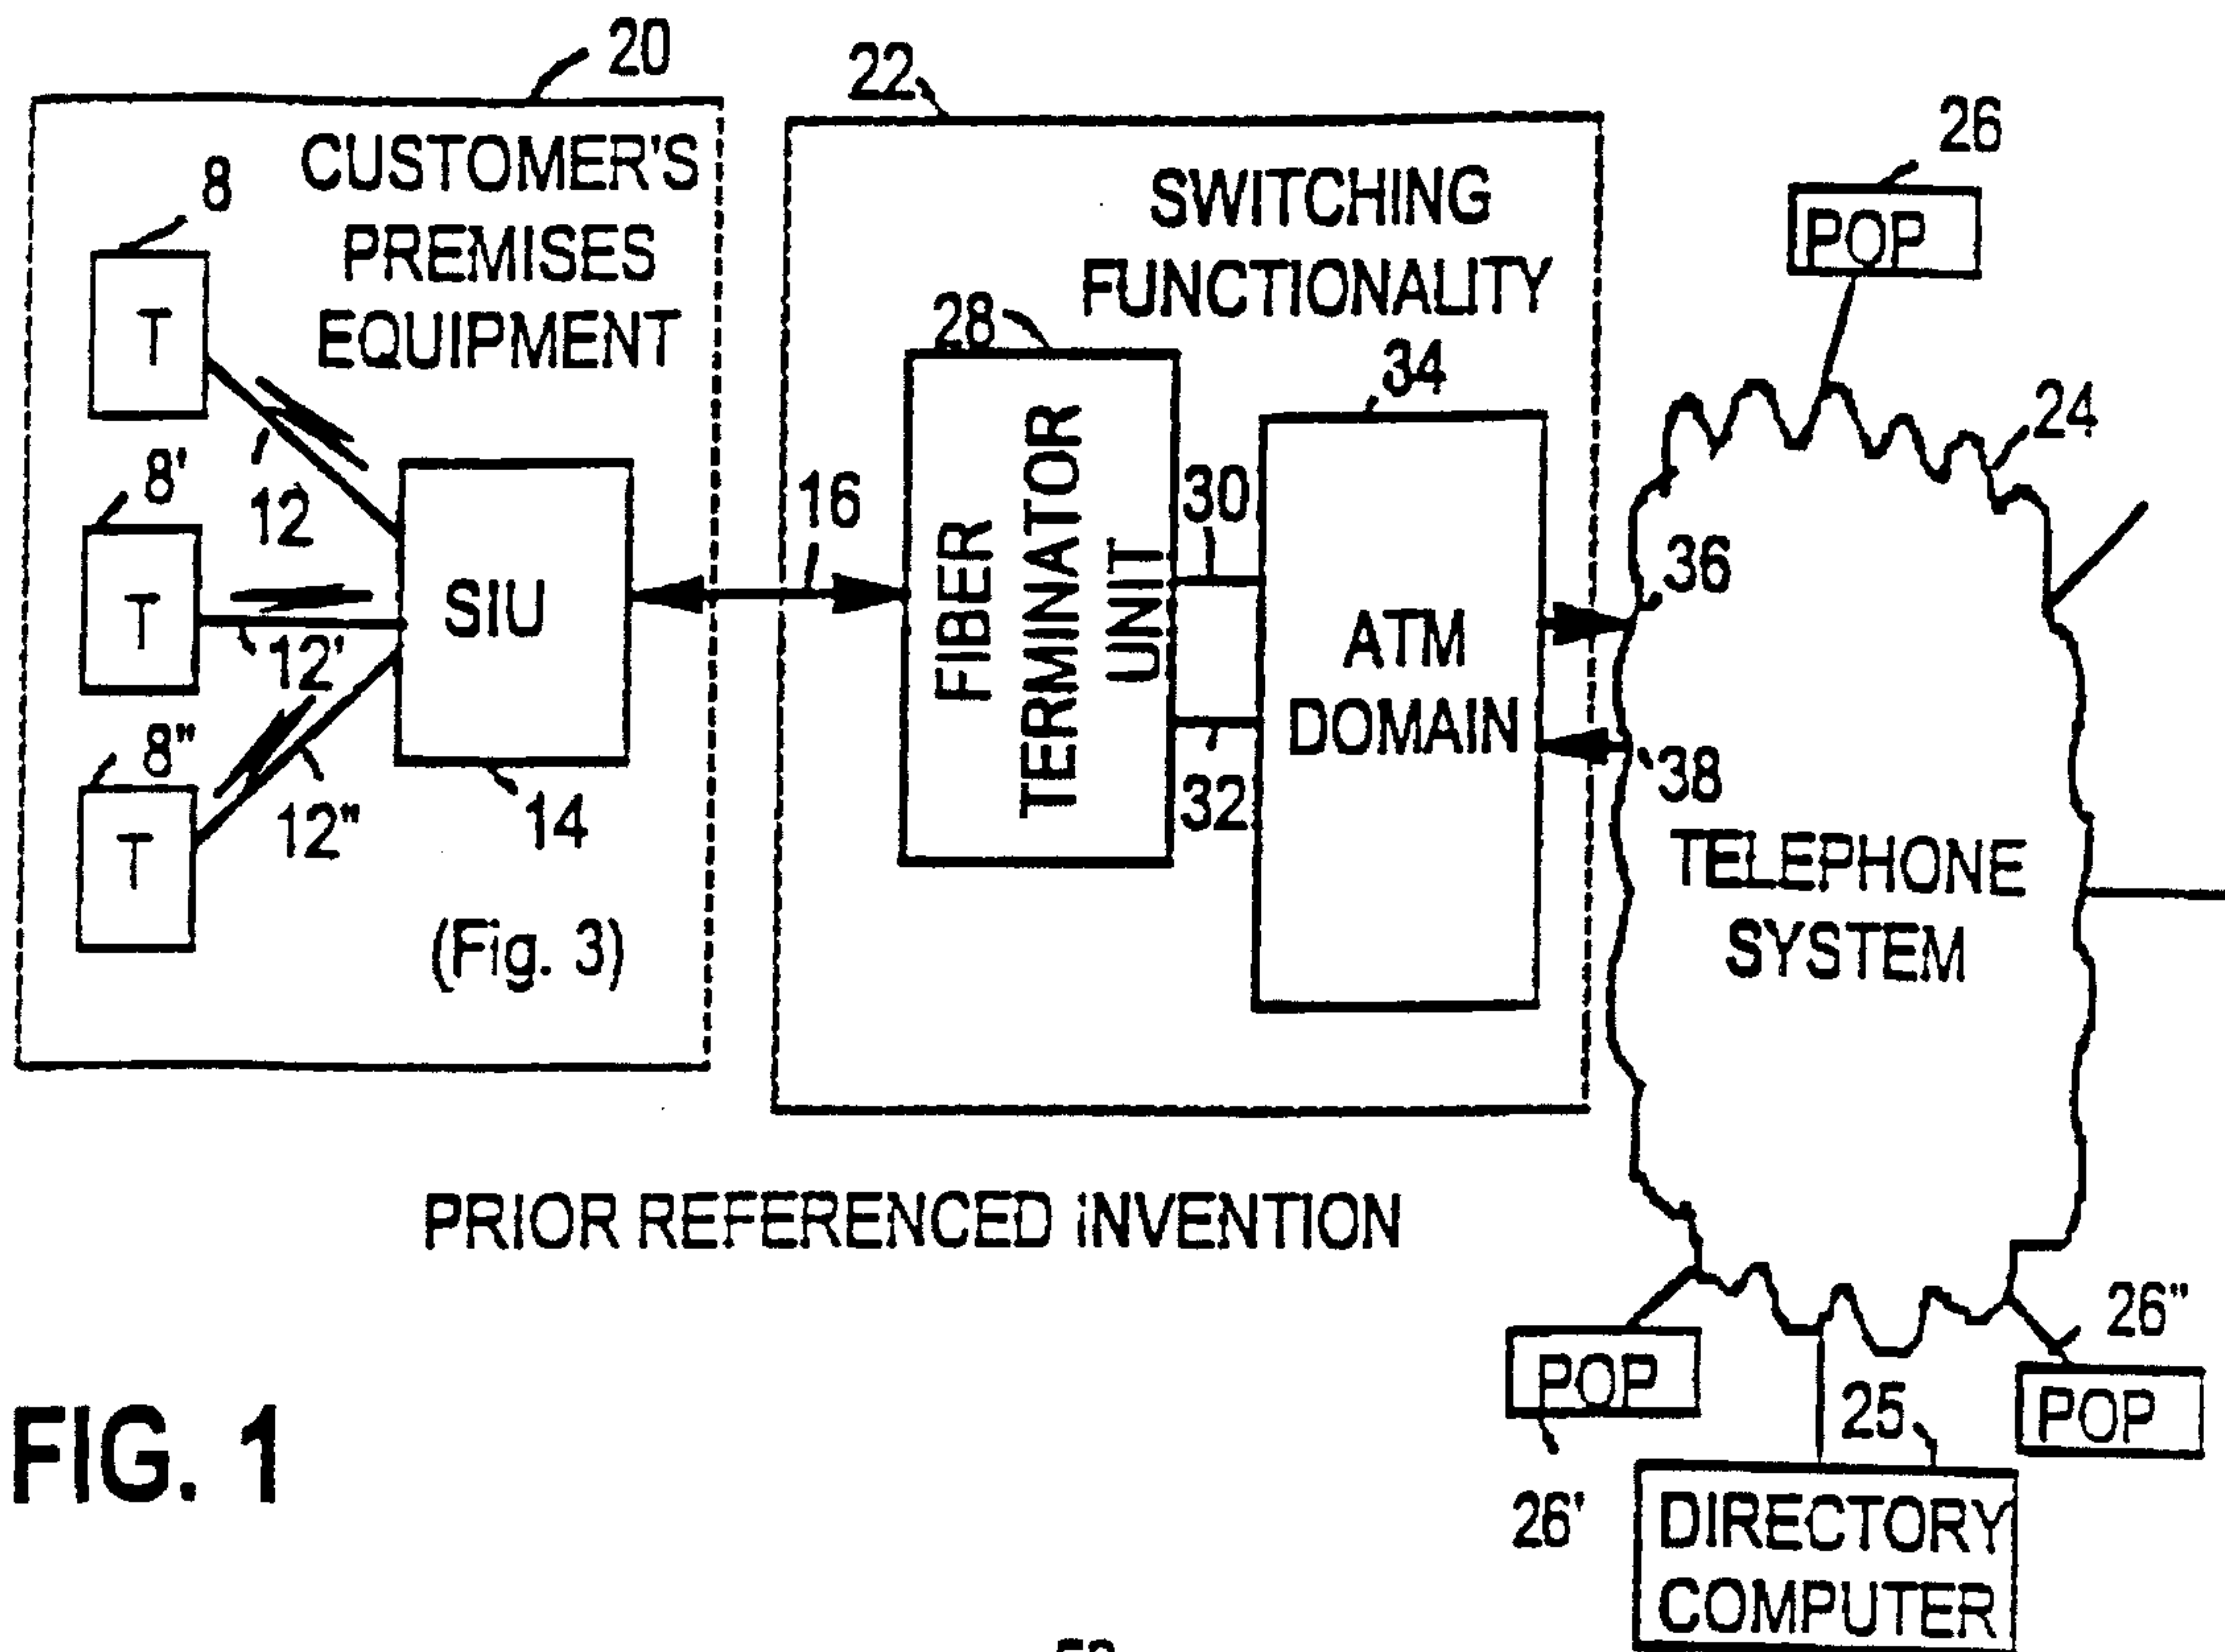 20
22
26
CUSTOMER'S
PREMISES
EQUIPMENT
8
T
8'
12
T
12'
8"
T
12"
SIU
14
(Fig. 3)
16
SWITCHING
FUNCTIONALITY
28
FIBER
TERMINATOR
UNIT
30
32
34
ATM
DOMAIN
POP
24
36
38
TELEPHONE
SYSTEM
PRIOR REFERENCED iNVENTION
POP
26'
26"
POP
25
DIRECTORY
COMPUTER
FIG. 1